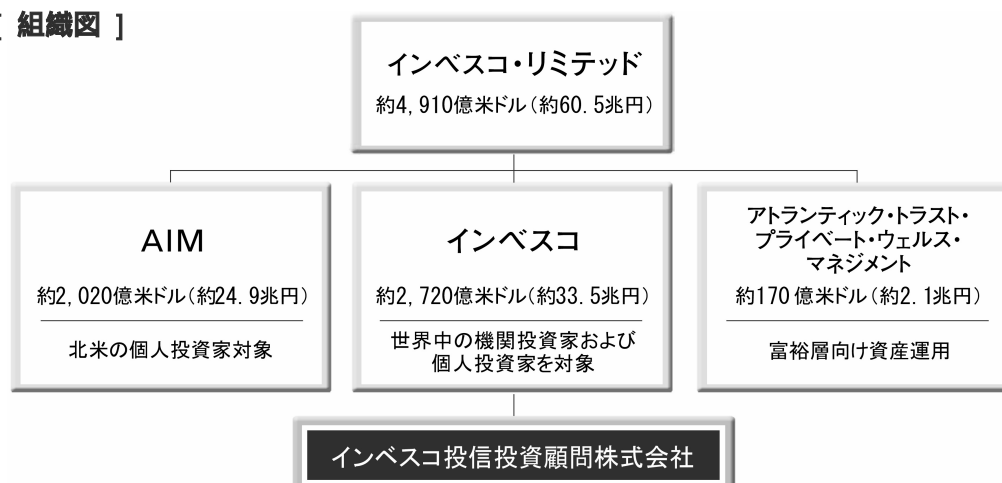 [ 組織図 ]
インベスコ・リミテッド
約4,910億米ドル(約60.5兆円)
AIM
約2,020億米ドル(約24.9兆円)
北米の個人投資家対象
インベスコ
約2,720億米ドル(約33.5兆円)
世界中の機関投資家および
個人投資家を対象
アトランティック・トラスト・
プライベート・ウェルス・
マネジメント
約170億米ドル(約2.1兆円)
富裕層向け資産運用
インベスコ投信投資顧問株式会社